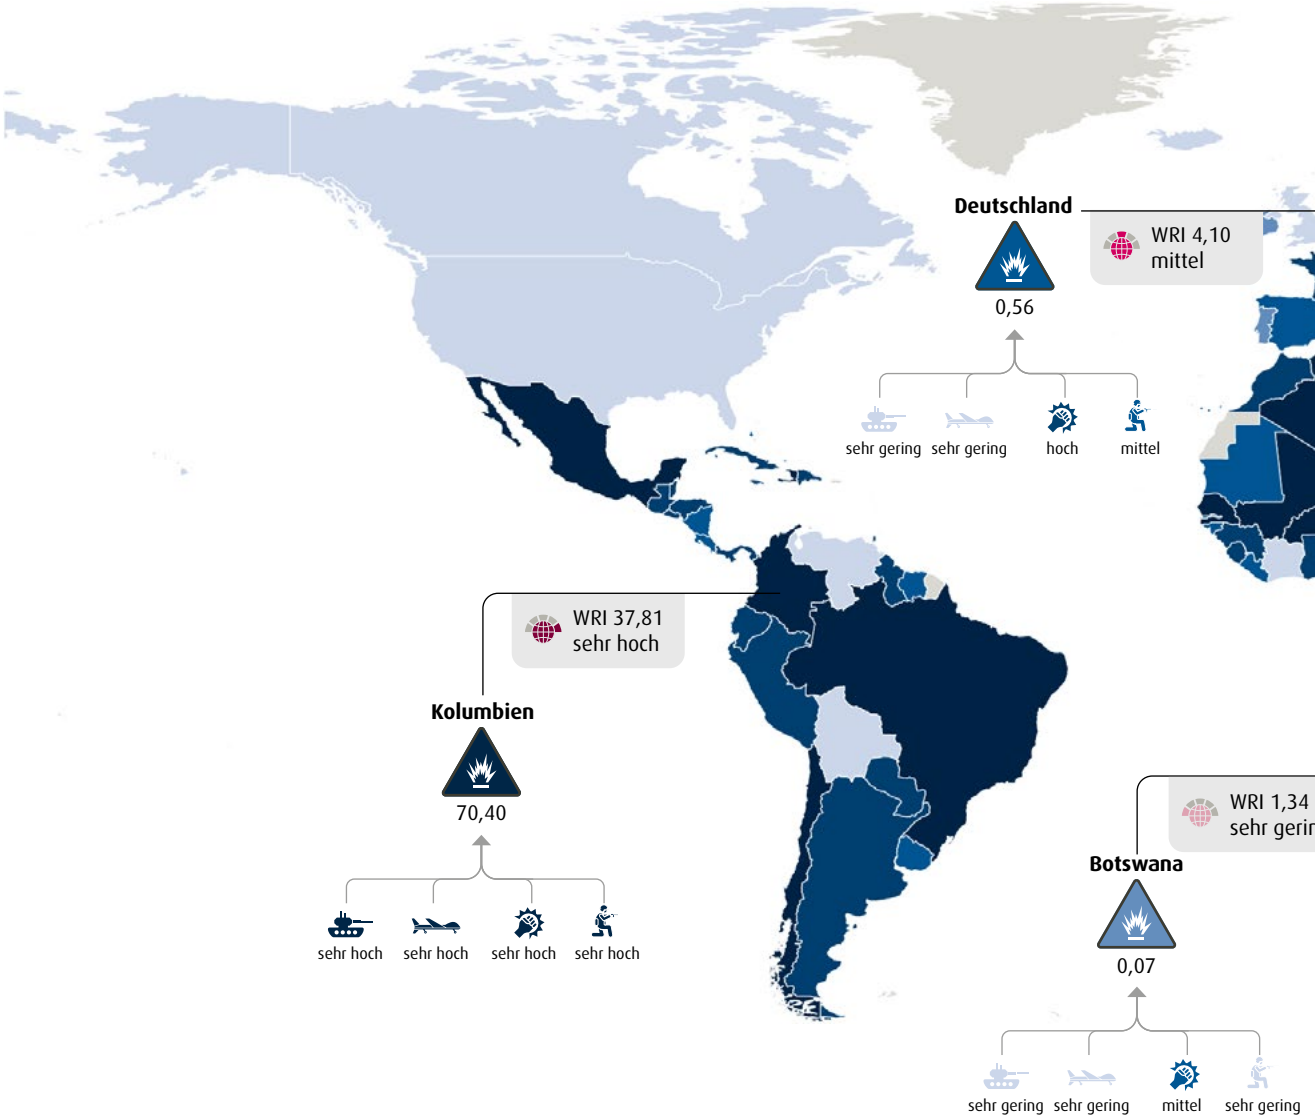 Deutschland
WRI 4,10
mittel
0,56
sehr gering
sehr gering
hoch
mittel
WRI 37,81
sehr hoch
Kolumbien
70,40
sehr hoch
sehr hoch
sehr hoch
sehr hoch
WRI 1,34
sehr gerin
Botswana
0,07
sehr gering
sehr gering
mittel
sehr gering